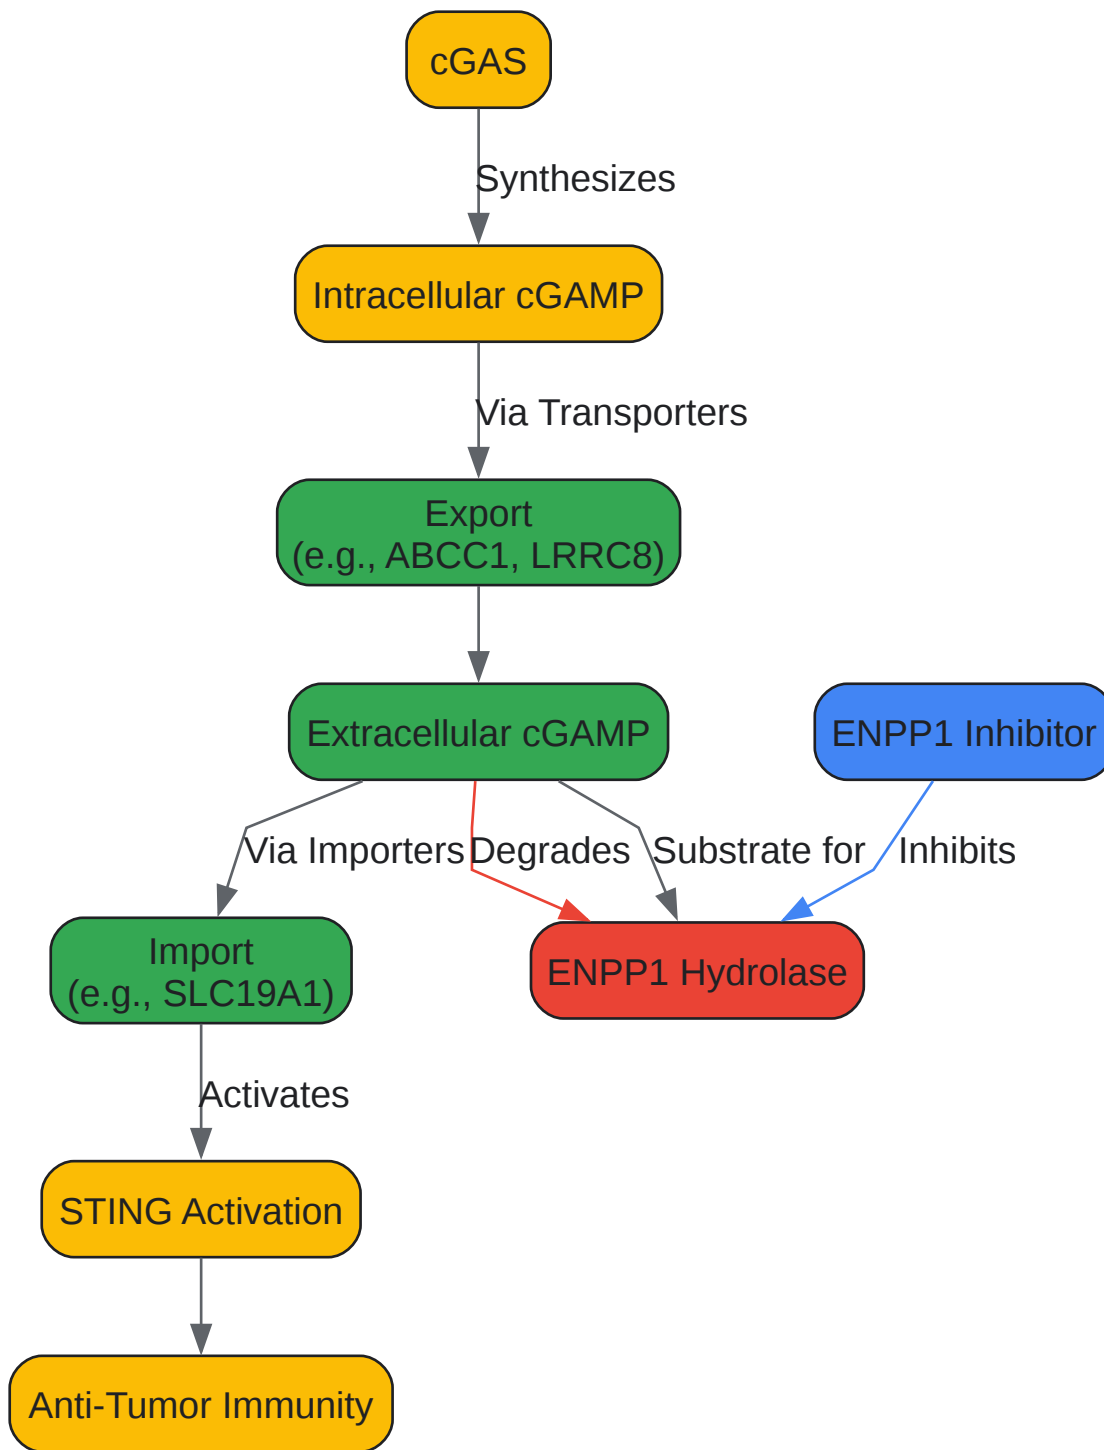 cGAS
Synthesizes
Intracellular cGAMP
Via Transporters
Export
(e.g., ABCC1, LRRC8)
Extracellular cGAMP
ENPP1 Inhibitor
Via Importers
Degrades
Substrate for
Inhibits
Import
(e.g., SLC19A1)
ENPP1 Hydrolase
Activates
STING Activation
Anti-Tumor Immunity